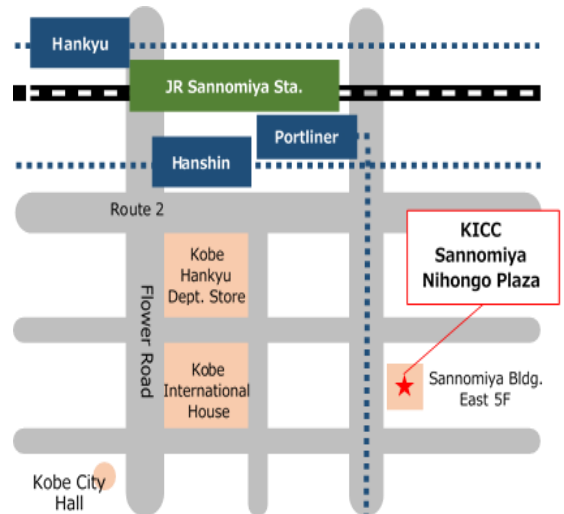 Hankyu
JR Sannomiya Sta.
Portliner
Hanshin
Route 2
KICC
Sannomiya
Nihongo Plaza
Kobe
Hankyu
Dept. Store
Flower Road
Kobe
International
House
Sannomiya Bldg.
East 5F
Kobe City
Hall